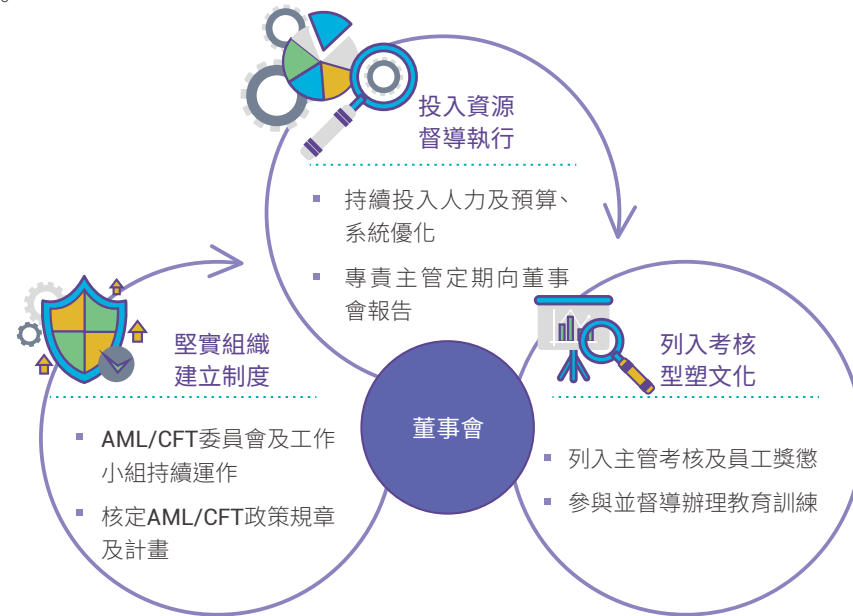 投入資源
督導執行
▪ 持續投入人力及預算、
系統優化
▪ 專責主管定期向董事
會報告
堅實組織
建立制度
▪ AML/CFT委員會及工作
小組持續運作
▪ 核定AML/CFT政策規章
及計畫
董事會
列入考核
型塑文化
▪ 列入主管考核及員工獎懲
▪ 參與並督導辦理教育訓練